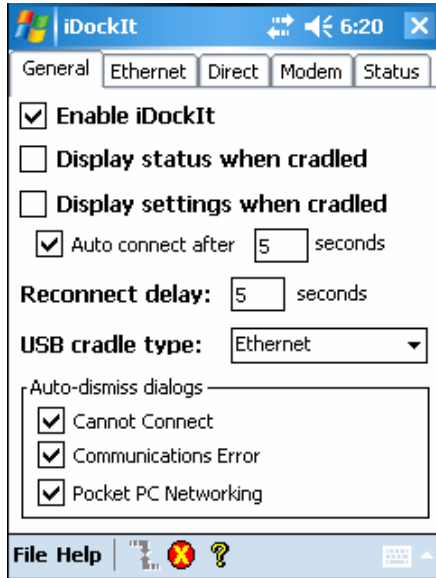 iDockIt 6:20
General Ethernet Direct Modem Status
Enable iDockIt
Display status when cradled
Display settings when cradled
Auto connect after 5 seconds
Reconnect delay: 5 seconds
USB cradle type: Ethernet
Auto-dismiss dialogs
Cannot Connect
Communications Error
Pocket PC Networking
File Help